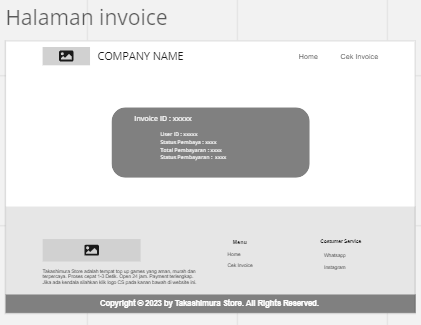 Halaman invoice
COMPANY NAME
Home
Cek Invoice
Invoice ID : xxxxx
User ID : xxxxx
Status Pembaya : xxxx
Total Pembayaran : xxxx
Status Pembayaran : xxxx
Takashimura Store adalah tempat top up games yang aman, murah dan
terpercaya. Proses cepat 1-3 Detik. Open 24 jam. Payment terlengkap.
Jika ada kendala silahkan klik logo CS pada kanan bawah di website ini.
Menu
Home
Cek Invoice
Customer Service
Whatsapp
Instagram
Copyright © 2023 by Takashimura Store. All Rights Reserved.